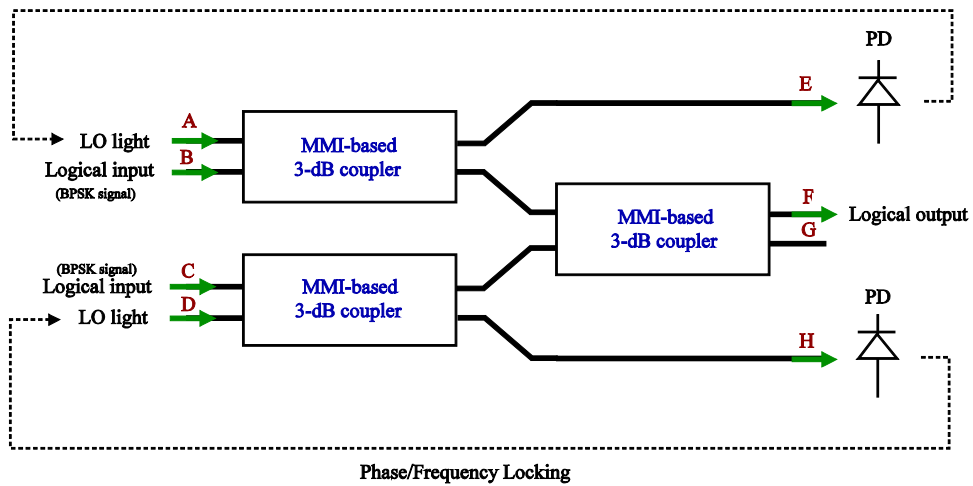 PD
E
A
LO light
MMI-based
3-dB coupler
B
Logical input
(BPSK signal)
MMI-based
3-dB coupler
F
Logical output
G
(BPSK signal)
C
Logical input
MMI-based
3-dB coupler
D
LO light
PD
H
Phase/Frequency Locking